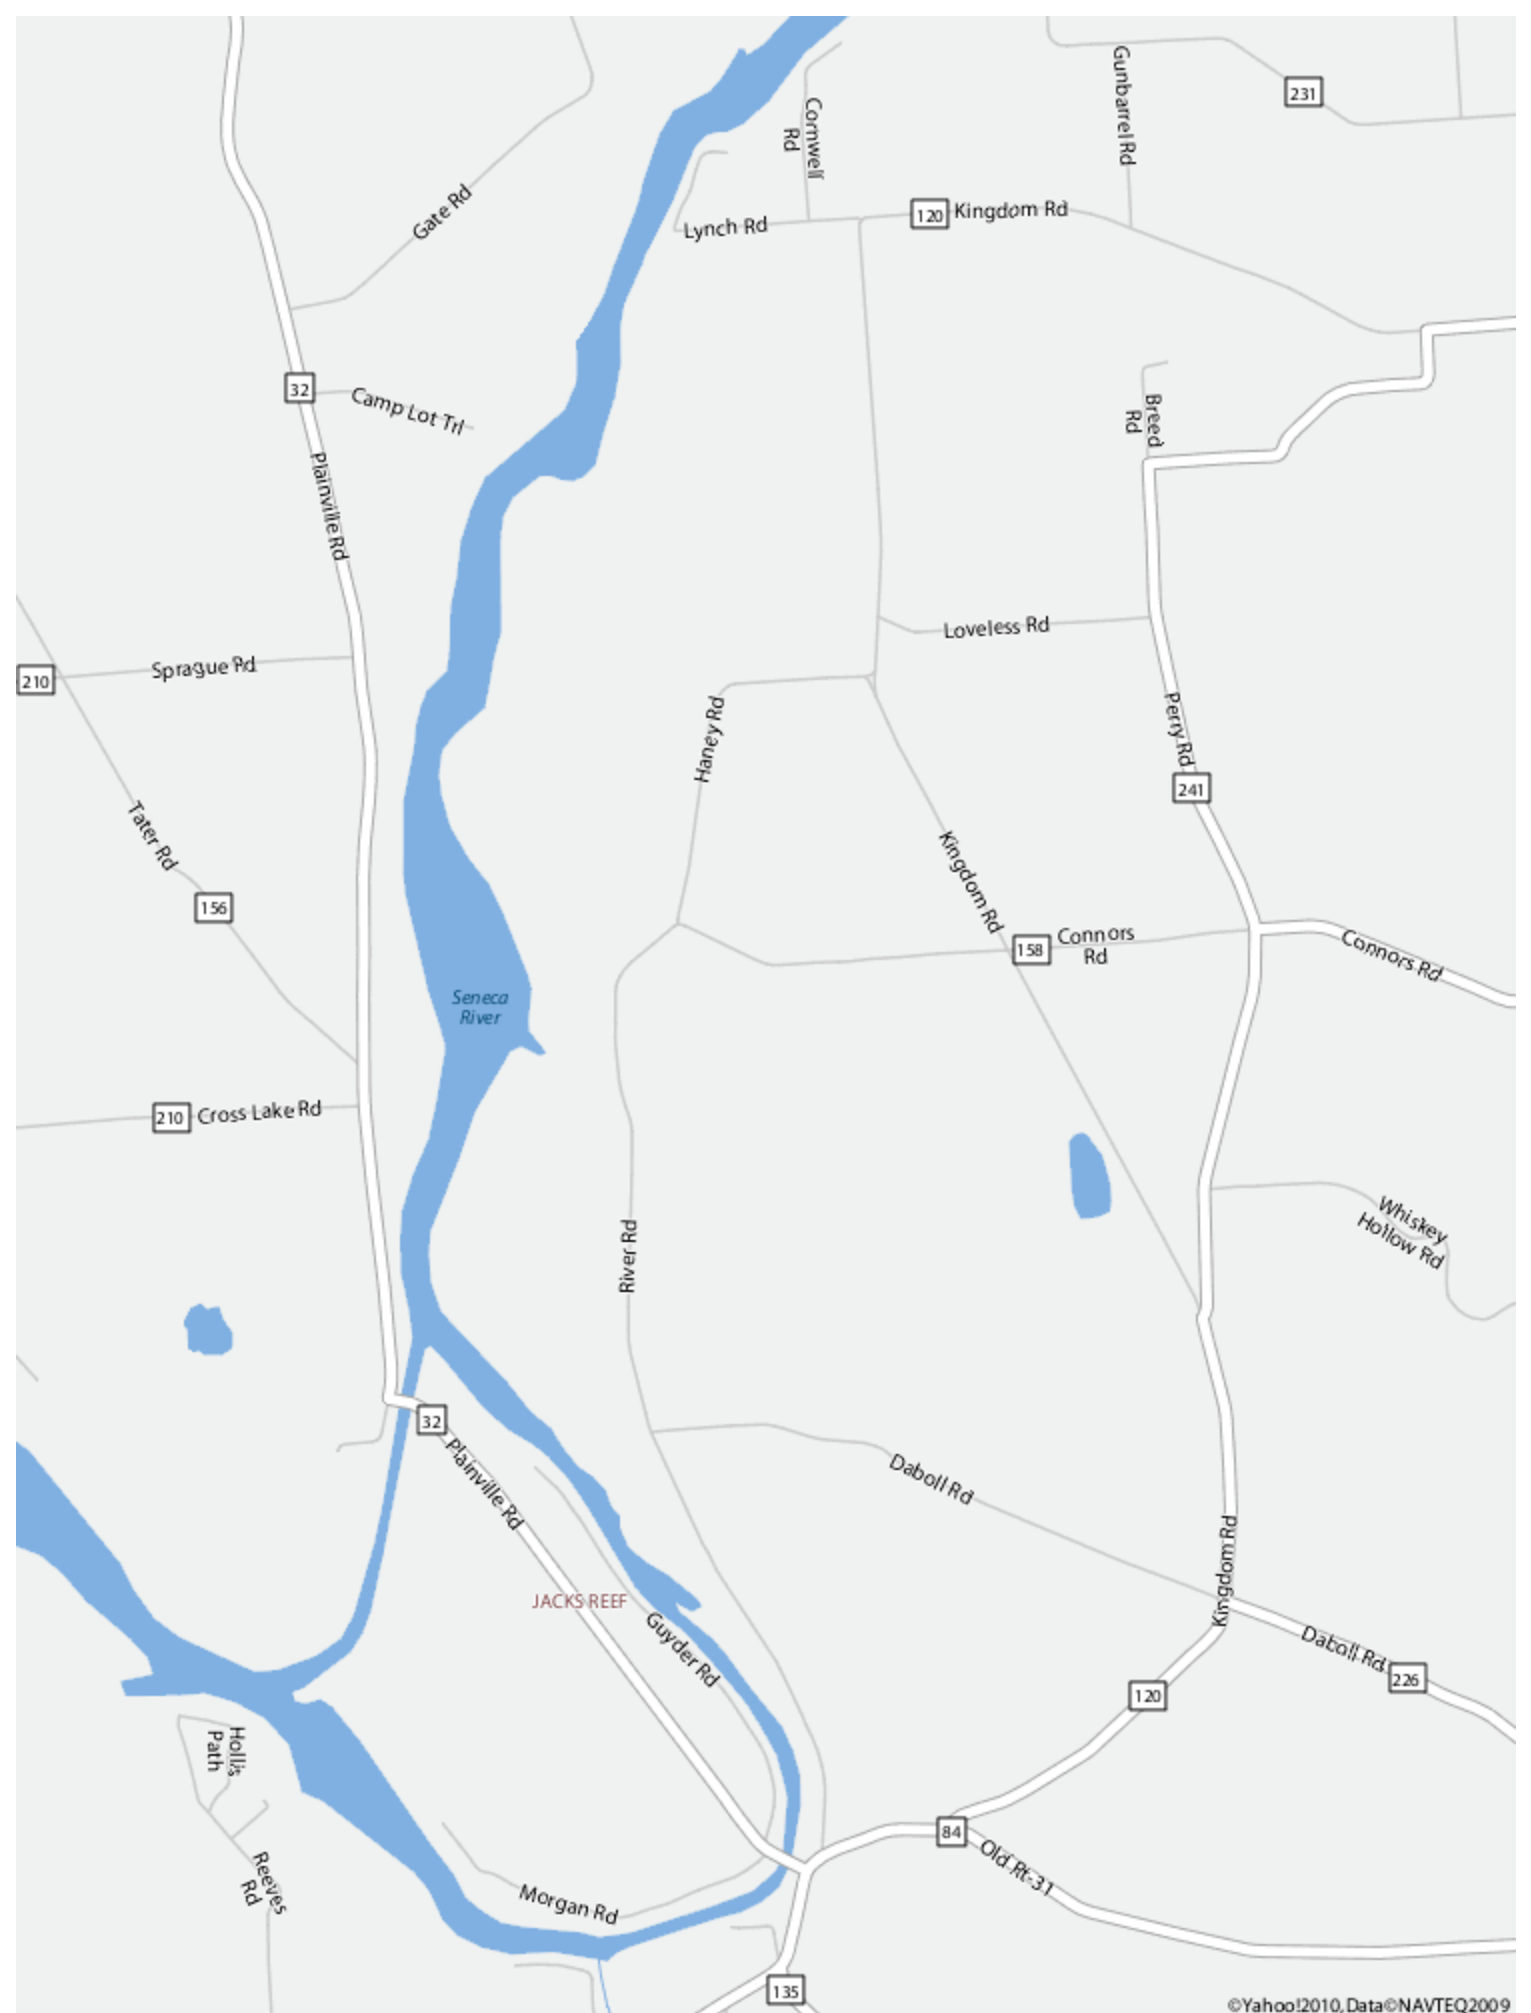 231
Gunbarrel Rd
Cornwell
Rd
Gate Rd
120
Kingdom Rd
Lynch Rd
32
Camp Lot Trl
Breed
Rd
Plainville Rd
Loveless Rd
Sprague Rd
210
Haney Rd
Perry Rd
241
Tater Rd
Kingdom Rd
156
158
Connors
Rd
Connors Rd
Seneca
River
210
Cross Lake Rd
River Rd
Whiskey
Hollow Rd
32
Plainville Rd
Daboll Rd
Kingdom Rd
JACKS REEF
Guyder Rd
Daboll Rd
226
120
Hollis
Path
84
Old Rt-31
Reeves
Rd
Morgan Rd
135
©Yahoo!2010, Data©NAVTEQ2009